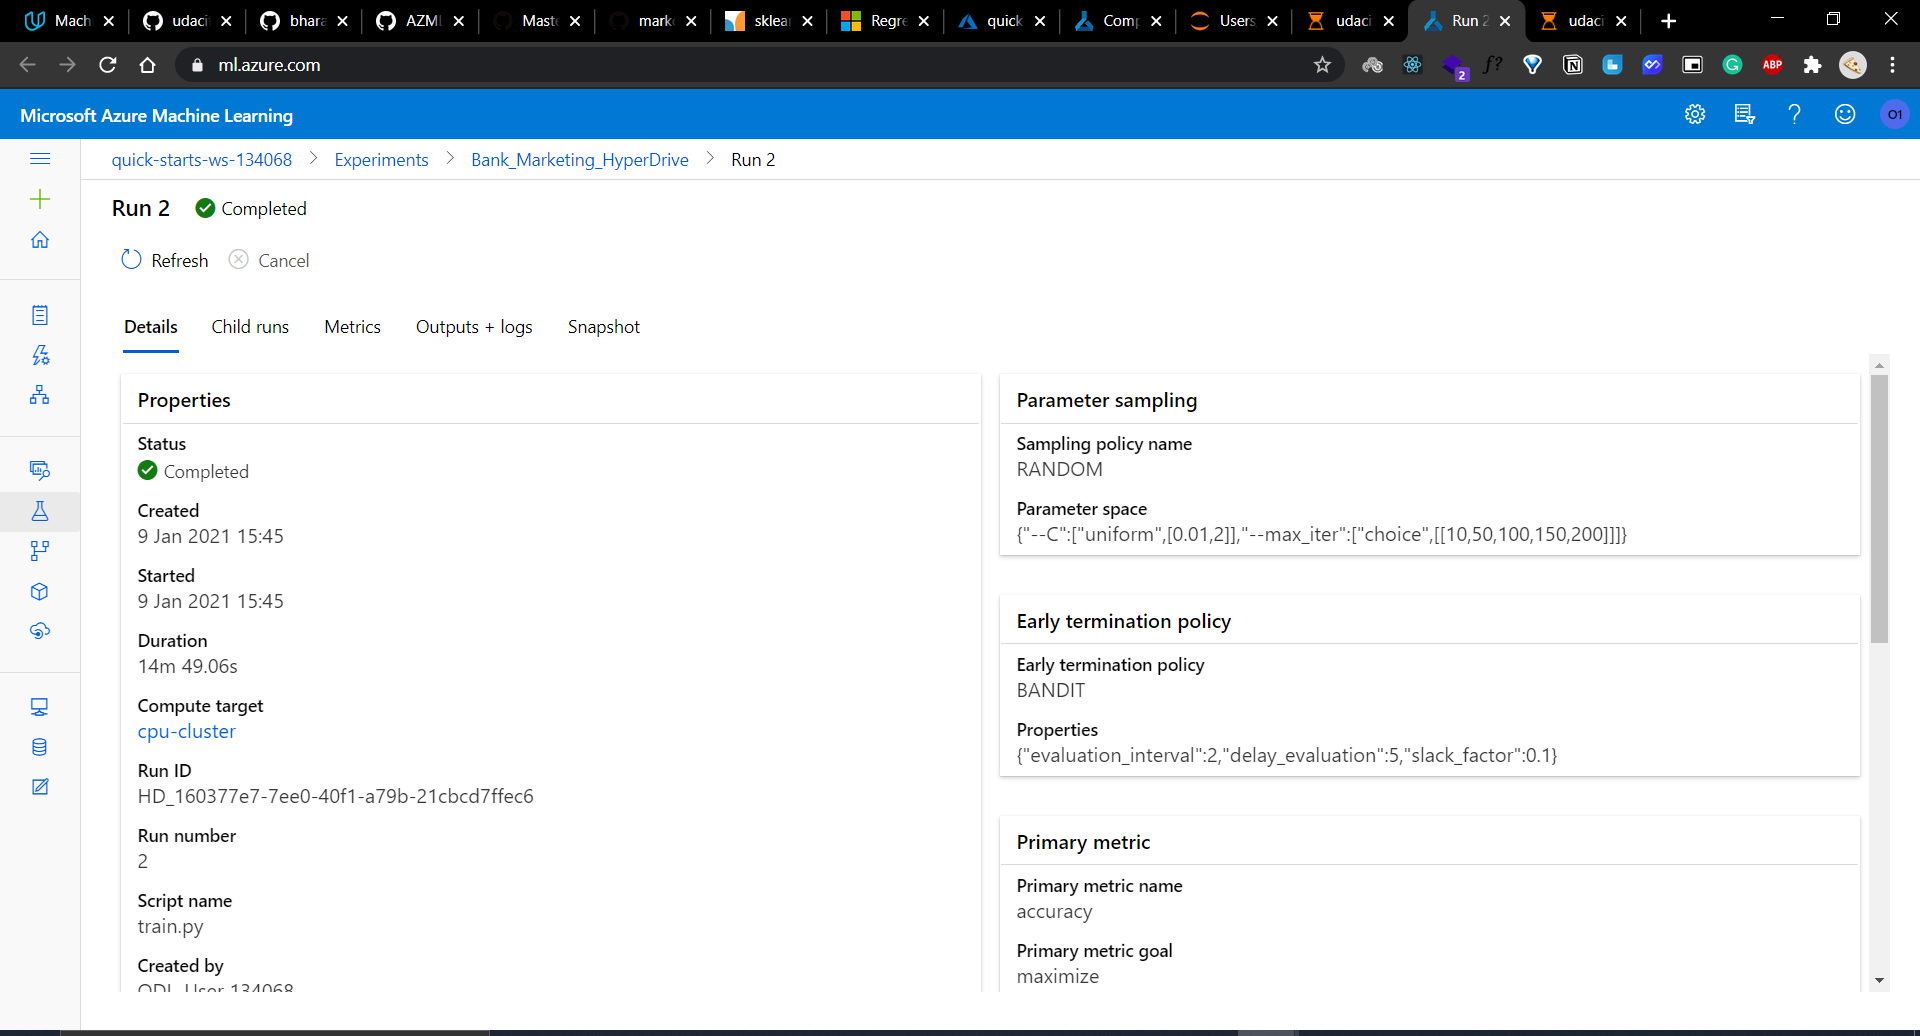 Mach
udaci
bhara
AZML
Maste
marko
sklear
Regre
quick
Comp
Users
udaci
Run 2
udaci
ml.azure.com
2
f?
ABP
Microsoft Azure Machine Learning
O1
quick-starts-ws-134068 > Experiments > Bank_Marketing_HyperDrive > Run 2
Run 2 Completed
Refresh Cancel
Details Child runs Metrics Outputs + logs Snapshot
Properties
Status
Completed
Created
9 Jan 2021 15:45
Started
9 Jan 2021 15:45
Duration
14m 49.06s
Compute target
cpu-cluster
Run ID
HD_160377e7-7ee0-40f1-a79b-21cbcd7ffec6
Run number
2
Script name
train.py
Created by
ODL_User 134068
Parameter sampling
Sampling policy name
RANDOM
Parameter space
{"--C":["uniform",[0.01,2]],"--max_iter":["choice",[[10,50,100,150,200]]]}
Early termination policy
Early termination policy
BANDIT
Properties
{"evaluation_interval":2,"delay_evaluation":5,"slack_factor":0.1}
Primary metric
Primary metric name
accuracy
Primary metric goal
maximize